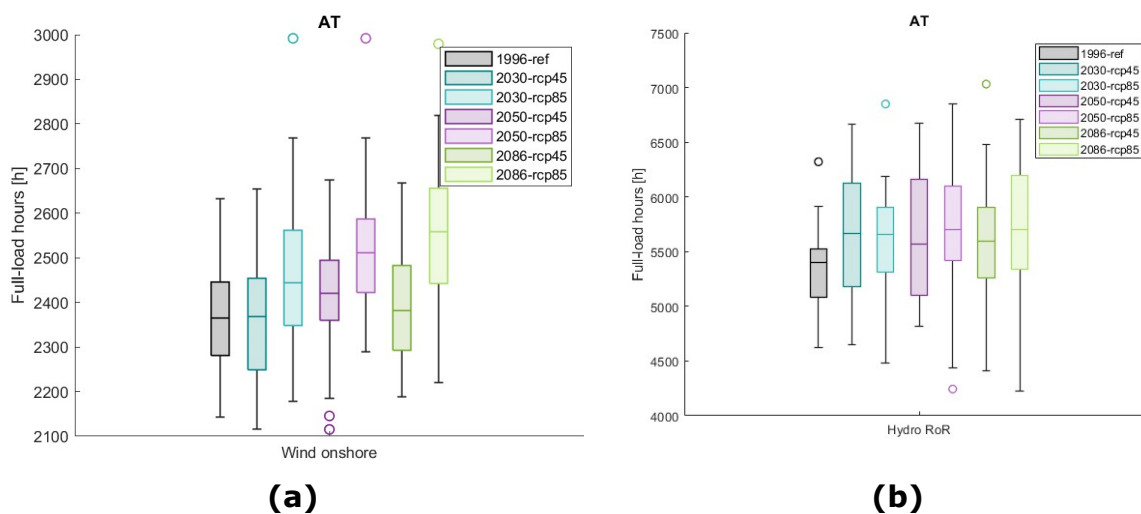 AT
3000
2900
2800
2700
2600
2500
2400
2300
2200
2100
Full-load hours [h]
1996-ref
2030-rcp45
2030-rcp85
2050-rcp45
2050-rcp85
2086-rcp45
2086-rcp85
Wind onshore
(a)
AT
7500
7000
6500
6000
5500
5000
4500
4000
Full-load hours [h]
1996-ref
2030-rcp45
2030-rcp85
2050-rcp45
2050-rcp85
2086-rcp45
2086-rcp85
Hydro RoR
(b)